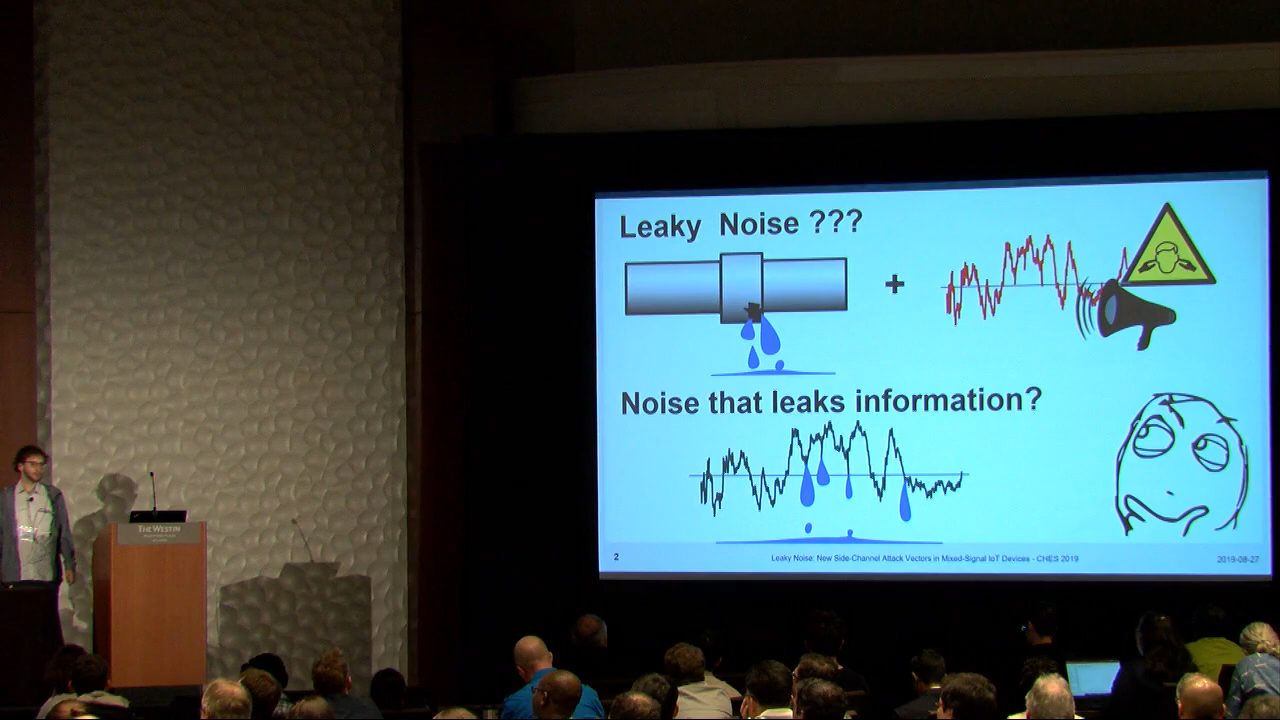 THE WESTIN
Leaky Noise ???
+
Noise that leaks information?
2
Leaky Noise: New Side-Channel Attack Vectors in Mixed-Signal IoT Devices - CHES 2019
2019-08-27